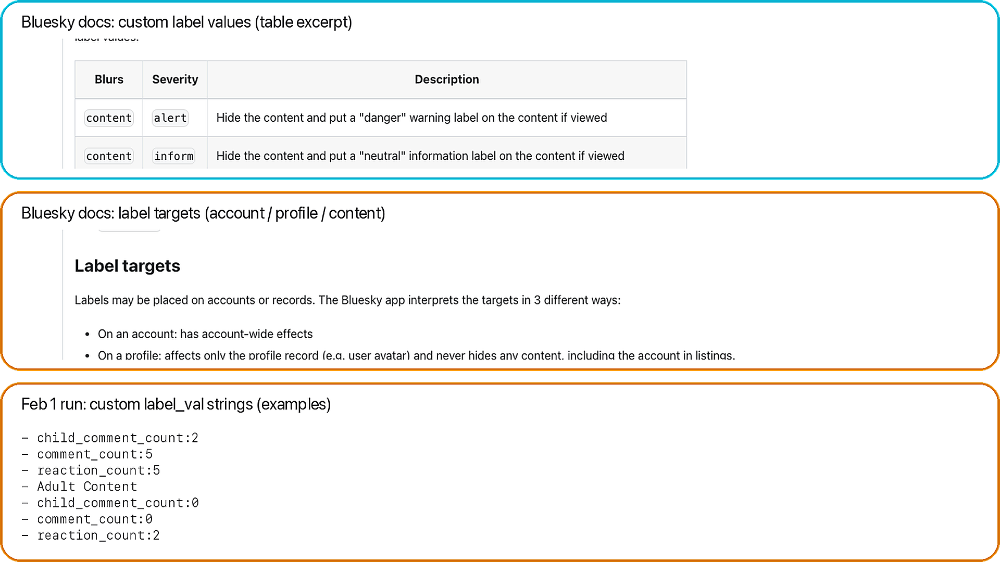 Bluesky docs: custom label values (table excerpt)
label values:
Blurs Severity Description
content alert Hide the content and put a "danger" warning label on the content if viewed
content inform Hide the content and put a "neutral" information label on the content if viewed
Bluesky docs: label targets (account / profile / content)
Label targets
Labels may be placed on accounts or records. The Bluesky app interprets the targets in 3 different ways:
• On an account: has account-wide effects
• On a profile: affects only the profile record (e.g. user avatar) and never hides any content, including the account in listings.
Feb 1 run: custom label_val strings (examples)
– child_comment_count:2
– comment_count:5
– reaction_count:5
– Adult Content
– child_comment_count:0
– comment_count:0
– reaction_count:2